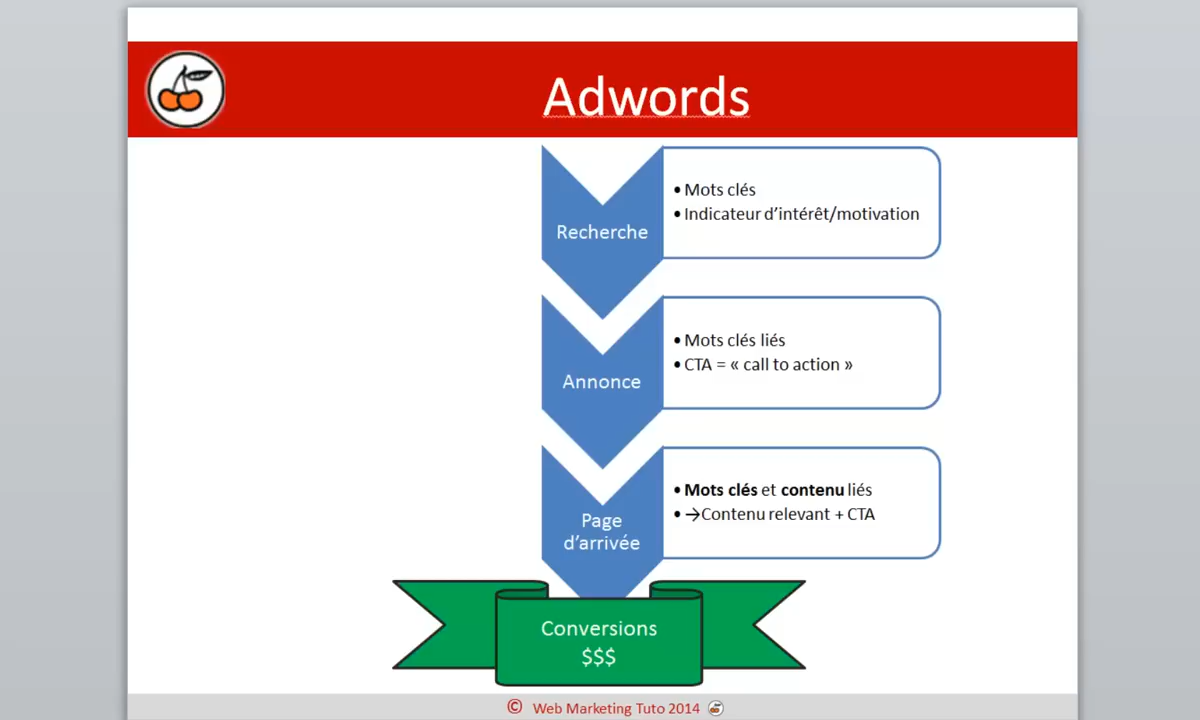 Adwords
Recherche
• Mots clés
• Indicateur d'intérêt/motivation
Annonce
• Mots clés liés
• CTA = « call to action »
Page
d'arrivée
• Mots clés et contenu liés
• →Contenu relevant + CTA
Conversions
$$$
© Web Marketing Tuto 2014